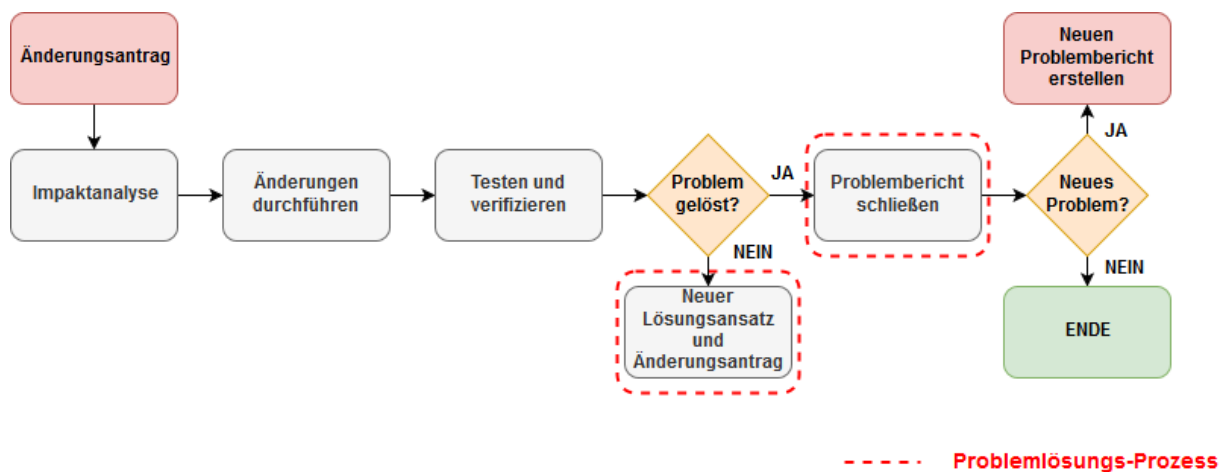 Änderungsantrag
Neuen
Problembericht
erstellen
JA
Impaktanalyse
Änderungen
durchführen
Testen und
verifizieren
Problem
gelöst?
JA
Problembericht
schließen
Neues
Problem?
NEIN
NEIN
Neuer
Lösungsansatz
und
Änderungsantrag
ENDE
Problemlösungs-Prozess